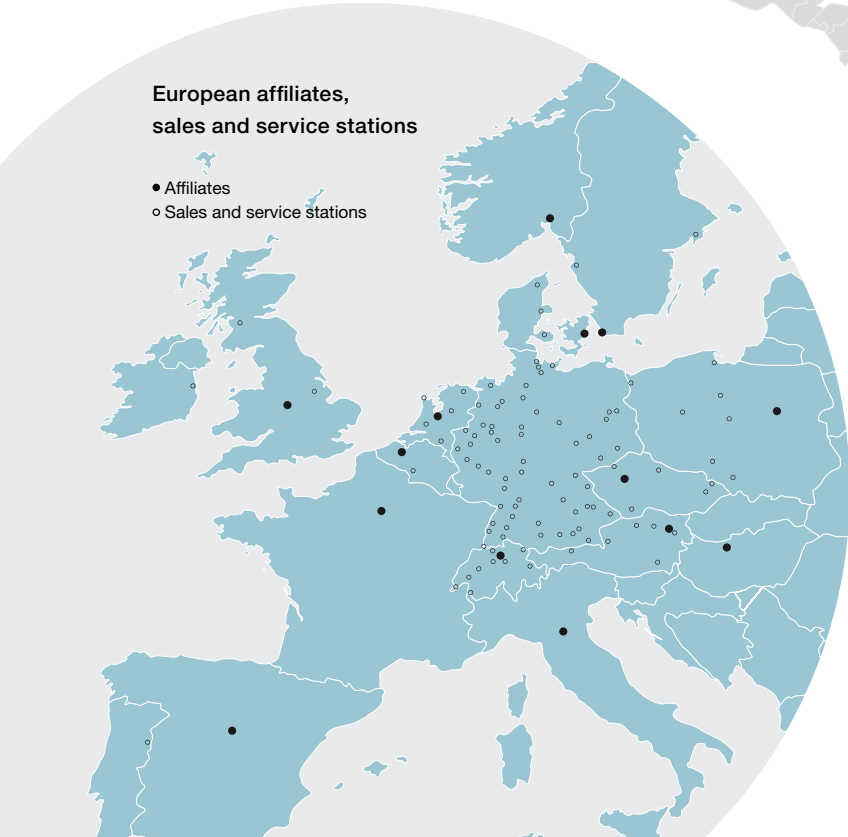 European affiliates,
sales and service stations
Affiliates
Sales and service stations